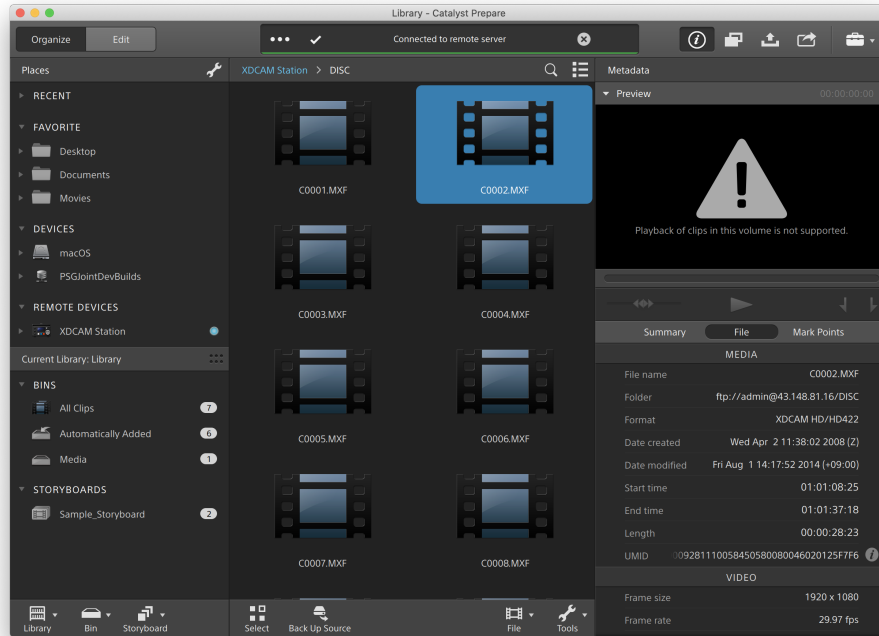 Library - Catalyst Prepare
Organize
Edit
Connected to remote server
Places
XDCAM Station > DISC
Metadata
RECENT
FAVORITE
Desktop
Documents
Movies
DEVICES
macOS
PSGJointDevBuilds
REMOTE DEVICES
XDCAM Station
Current Library: Library
BINS
All Clips 7
Automatically Added 6
Media 1
STORYBOARDS
Sample_Storyboard 2
C0001.MXF
C0002.MXF
C0003.MXF
C0004.MXF
C0005.MXF
C0006.MXF
C0007.MXF
C0008.MXF
Preview 00:00:00:00
Playback of clips in this volume is not supported.
Summary
File
Mark Points
MEDIA
File name C0002.MXF
Folder ftp://admin@43.148.81.16/DISC
Format XDCAM HD/HD422
Date created Wed Apr 2 11:38:02 2008 (Z)
Date modified Fri Aug 1 14:17:52 2014 (+09:00)
Start time 01:01:08:25
End time 01:01:37:18
Length 00:00:28:23
UMID 009281110058450580080046020125F7F6
VIDEO
Frame size 1920 x 1080
Frame rate 29.97 fps
Library
Bin
Storyboard
Select
Back Up Source
File
Tools